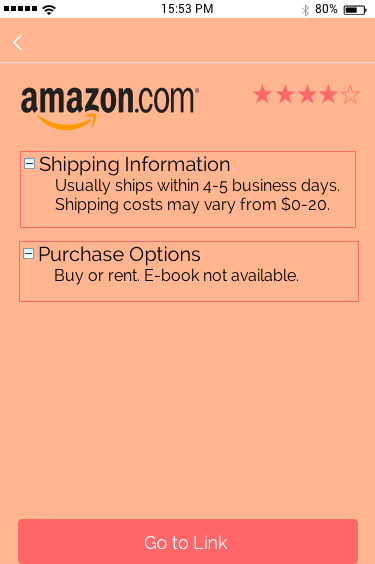 15:53 PM
80%
amazon.com®
Shipping Information
Usually ships within 4-5 business days.
Shipping costs may vary from $0-20.
Purchase Options
Buy or rent. E-book not available.
Go to Link